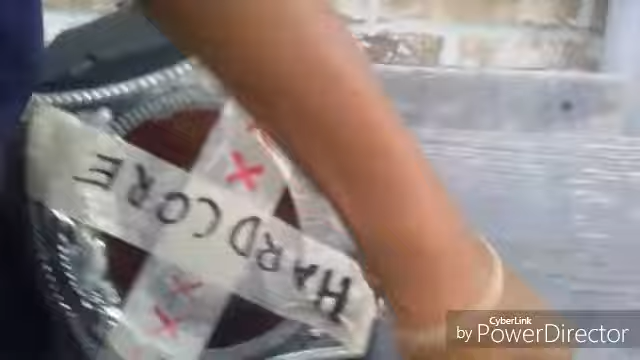 HARDCORE
X
X
X
CyberLink
by PowerDirector